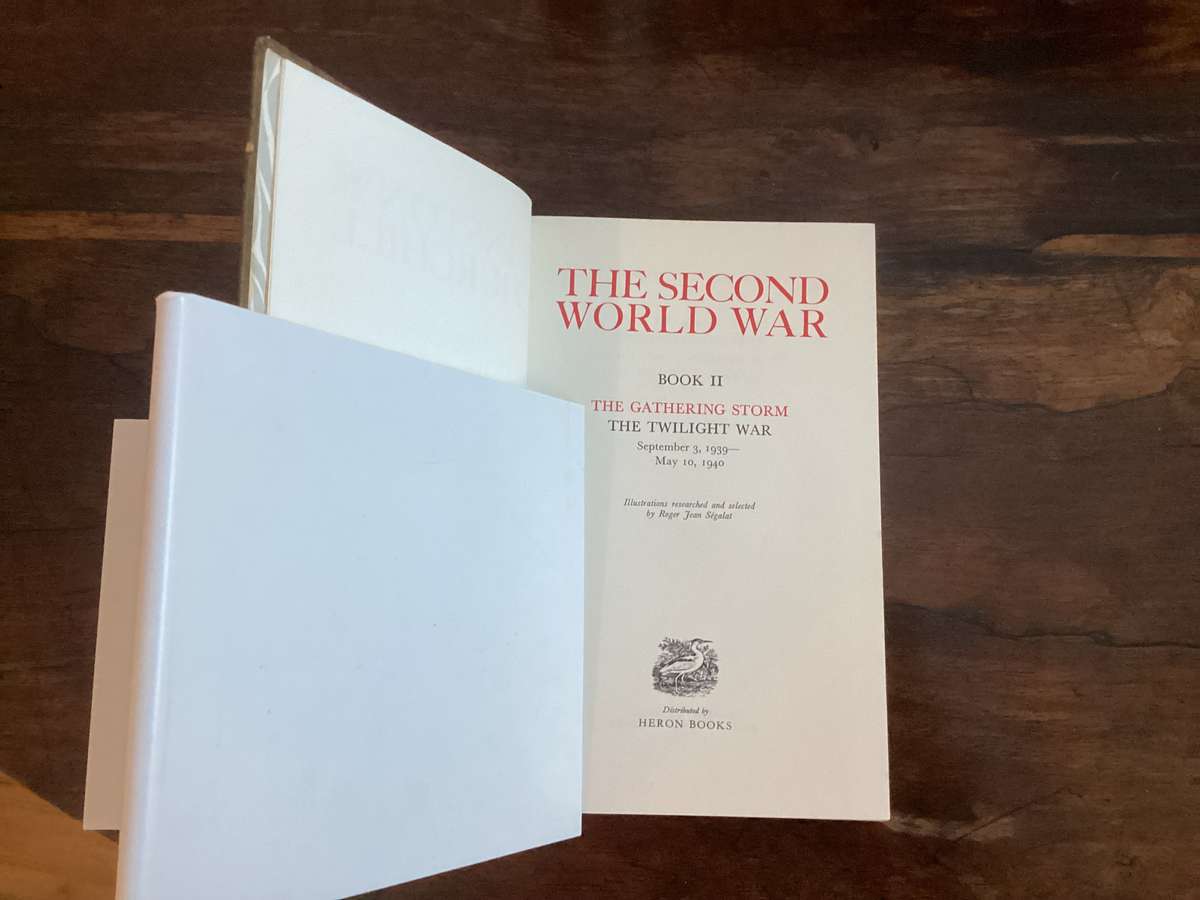 THE SECOND
WORLD WAR
BOOK II
THE GATHERING STORM
THE TWILIGHT WAR
September 3, 1939—
May 10, 1940
Illustrations researched and selected
by Roger Jean Ségalat
Distributed by
HERON BOOKS